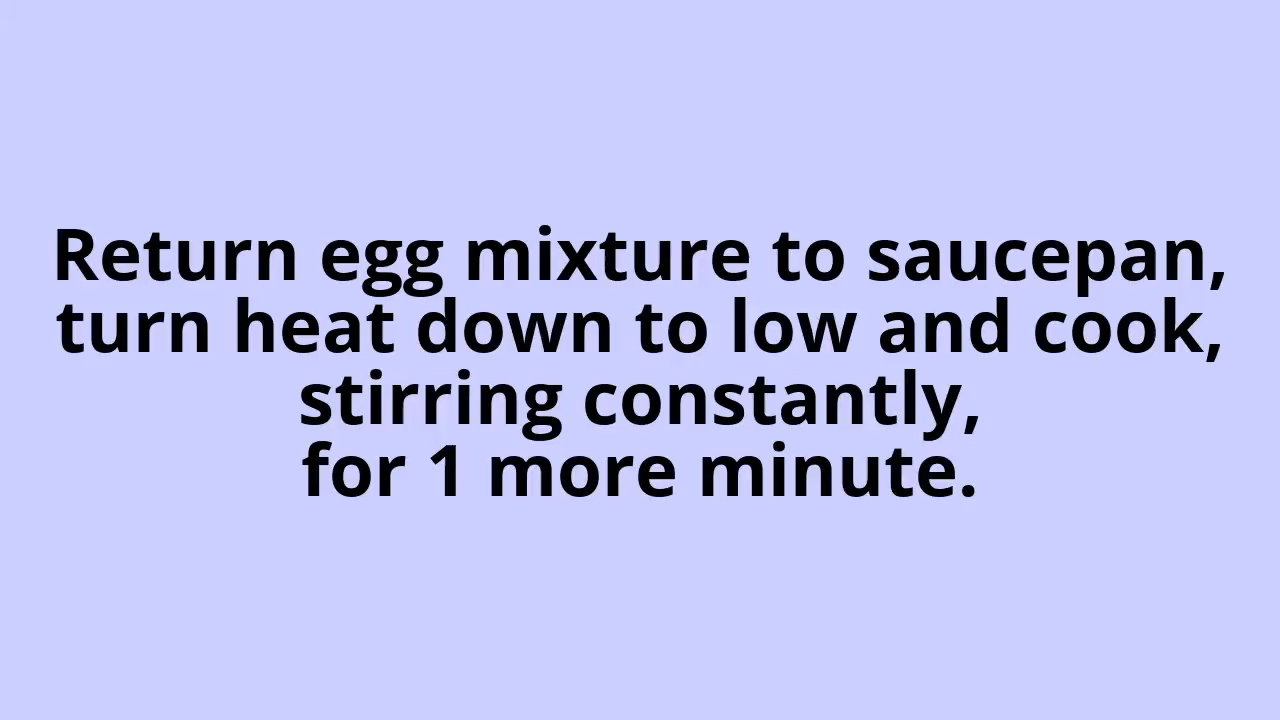 Return egg mixture to saucepan,
turn heat down to low and cook,
stirring constantly,
for 1 more minute.